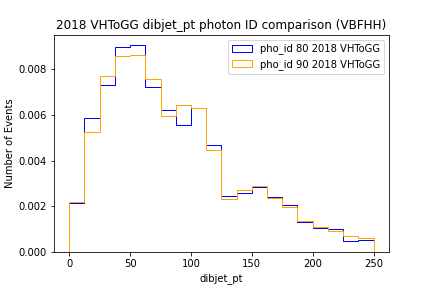 2018 VHToGG dibjet_pt photon ID comparison (VBFHH)
pho_id 80 2018 VHToGG
pho_id 90 2018 VHToGG
Number of Events
0.008
0.006
0.004
0.002
0.000
0 50 100 150 200 250
dibjet_pt